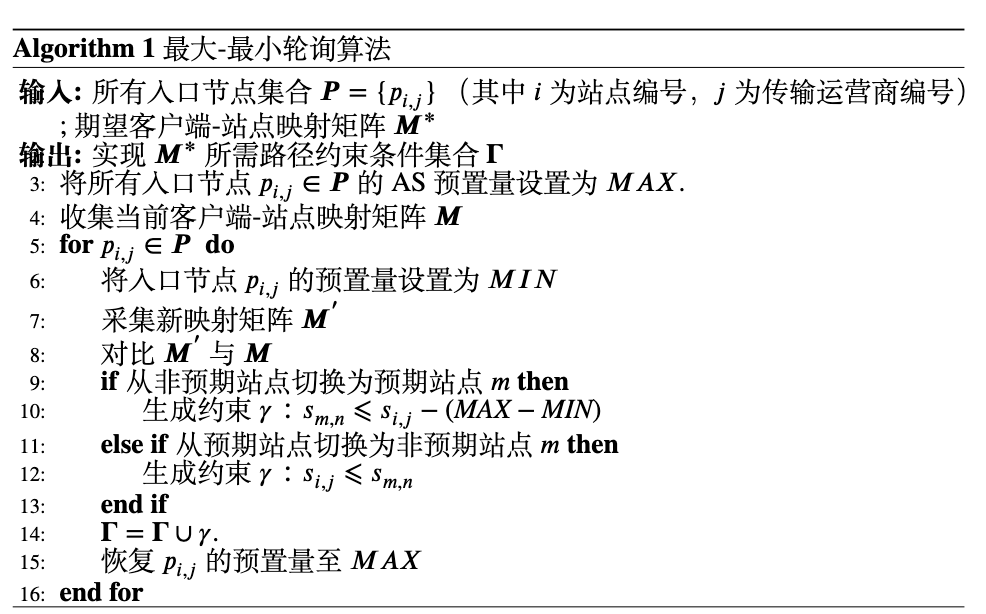 Algorithm 1 最大-最小轮询算法
输入: 所有入口节点集合 P = {p_{i,j}} （其中 i 为站点编号，j 为传输运营商编号）
; 期望客户端-站点映射矩阵 M*
输出: 实现 M* 所需路径约束条件集合 Γ
3: 将所有入口节点 p_{i,j} ∈ P 的 AS 预置量设置为 MAX.
4: 收集当前客户端-站点映射矩阵 M
5: for p_{i,j} ∈ P do
6: 将入口节点 p_{i,j} 的预置量设置为 MIN
7: 采集新映射矩阵 M′
8: 对比 M′ 与 M
9: if 从非预期站点切换为预期站点 m then
10: 生成约束 γ : s_{m,n} ⩽ s_{i,j} − (MAX − MIN)
11: else if 从预期站点切换为非预期站点 m then
12: 生成约束 γ : s_{i,j} ⩽ s_{m,n}
13: end if
14: Γ = Γ ∪ γ.
15: 恢复 p_{i,j} 的预置量至 MAX
16: end for